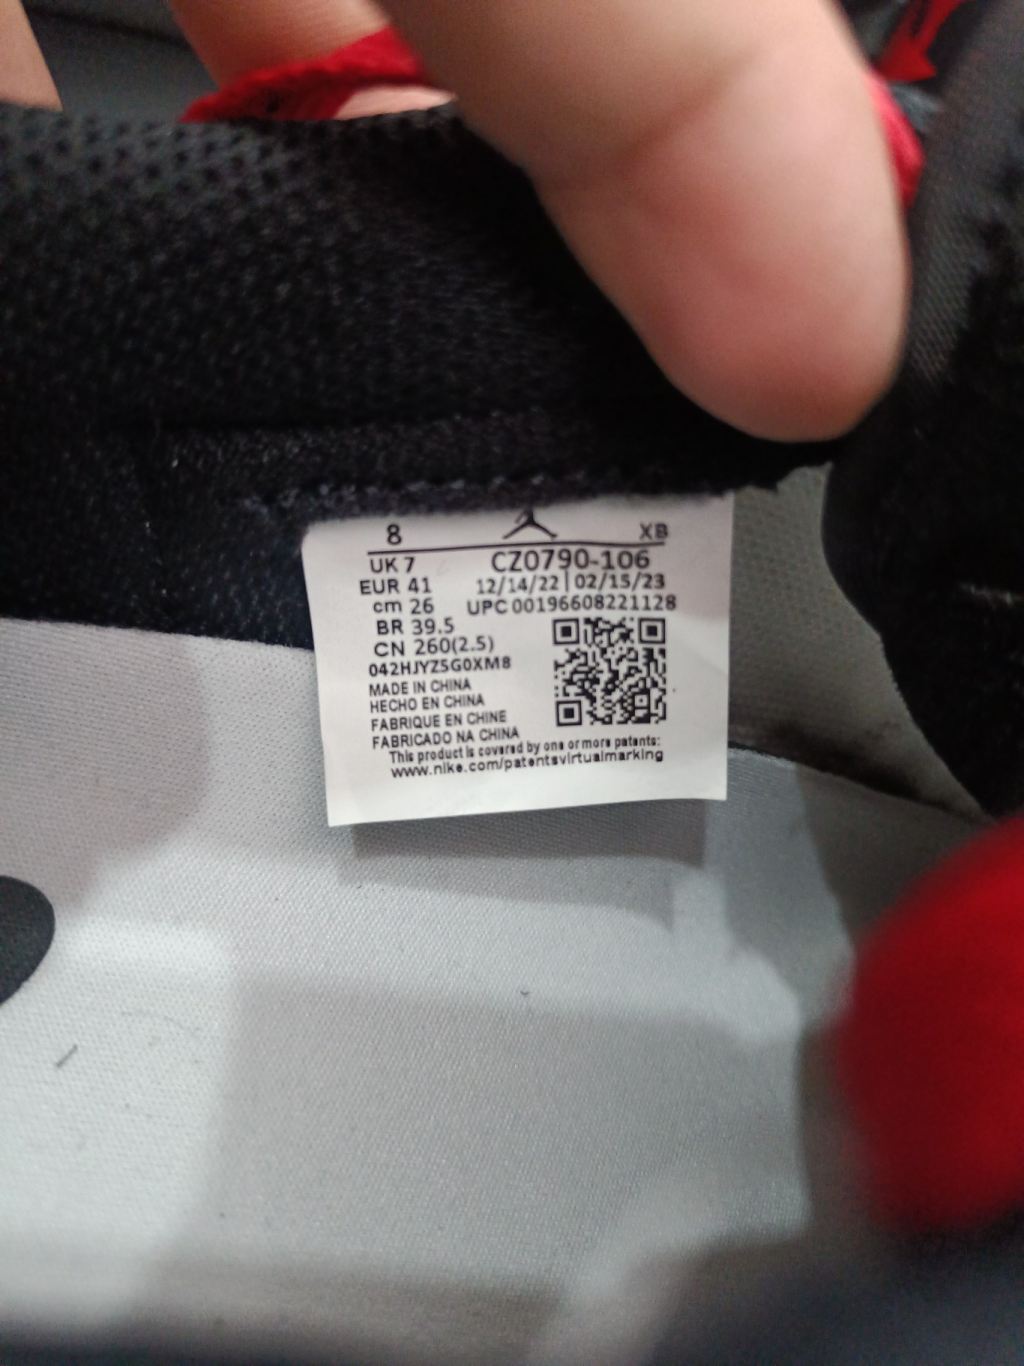 8 XB
UK 7 CZ0790-106
EUR 41 12/14/22 | 02/15/23
cm 26 UPC 00196608221128
BR 39.5
CN 260(2.5)
042HJYZ5G0XM8
MADE IN CHINA
HECHO EN CHINA
FABRIQUE EN CHINE
FABRICADO NA CHINA
This product is covered by one or more patents:
www.nike.com/patentsvirtualmarking